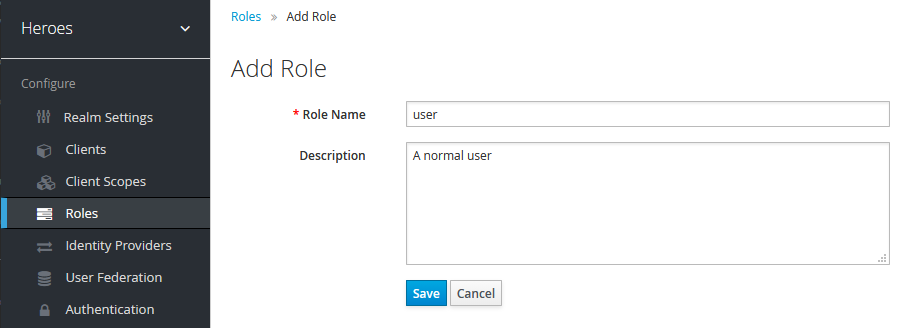 Heroes
Configure
Realm Settings
Clients
Client Scopes
Roles
Identity Providers
User Federation
Authentication
Roles » Add Role
Add Role
* Role Name user
Description A normal user
Save Cancel